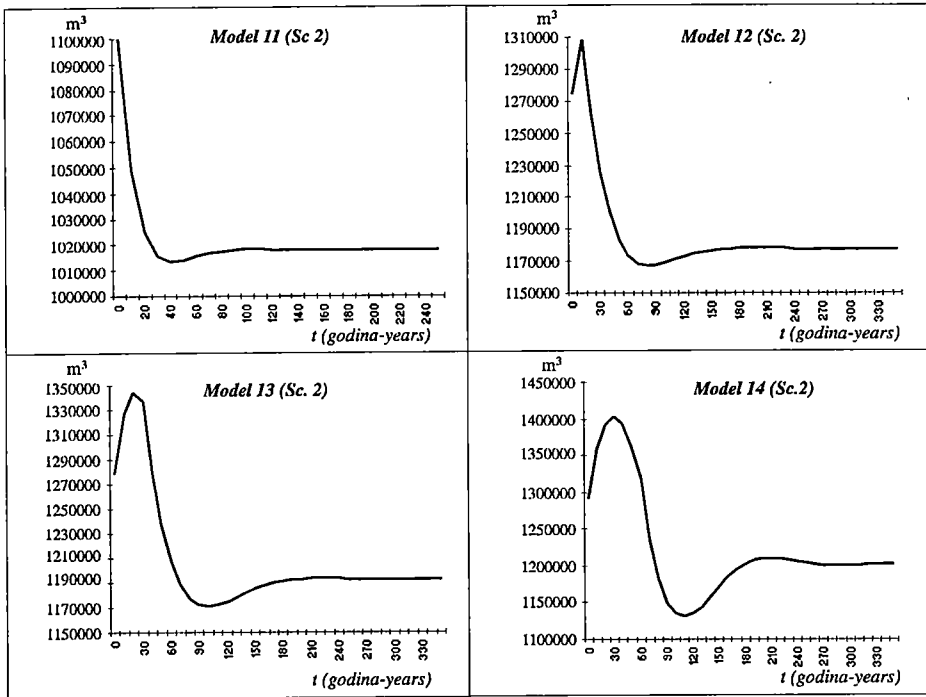 m³
Model 11 (Sc 2)
1100000
1090000
1080000
1070000
1060000
1050000
1040000
1030000
1020000
1010000
1000000
0 20 40 60 80 100 120 140 160 180 200 220 240
t (godina-years)
m³
Model 12 (Sc. 2)
1310000
1290000
1270000
1250000
1230000
1210000
1190000
1170000
1150000
0 30 60 90 120 150 180 210 240 270 300 330
t (godina-years)
m³
Model 13 (Sc. 2)
1350000
1330000
1310000
1290000
1270000
1250000
1230000
1210000
1190000
1170000
1150000
0 30 60 90 120 150 180 210 240 270 300 330
t (godina-years)
m³
Model 14 (Sc.2)
1450000
1400000
1350000
1300000
1250000
1200000
1150000
1100000
0 30 60 90 120 150 180 210 240 270 300 330
t (godina-years)